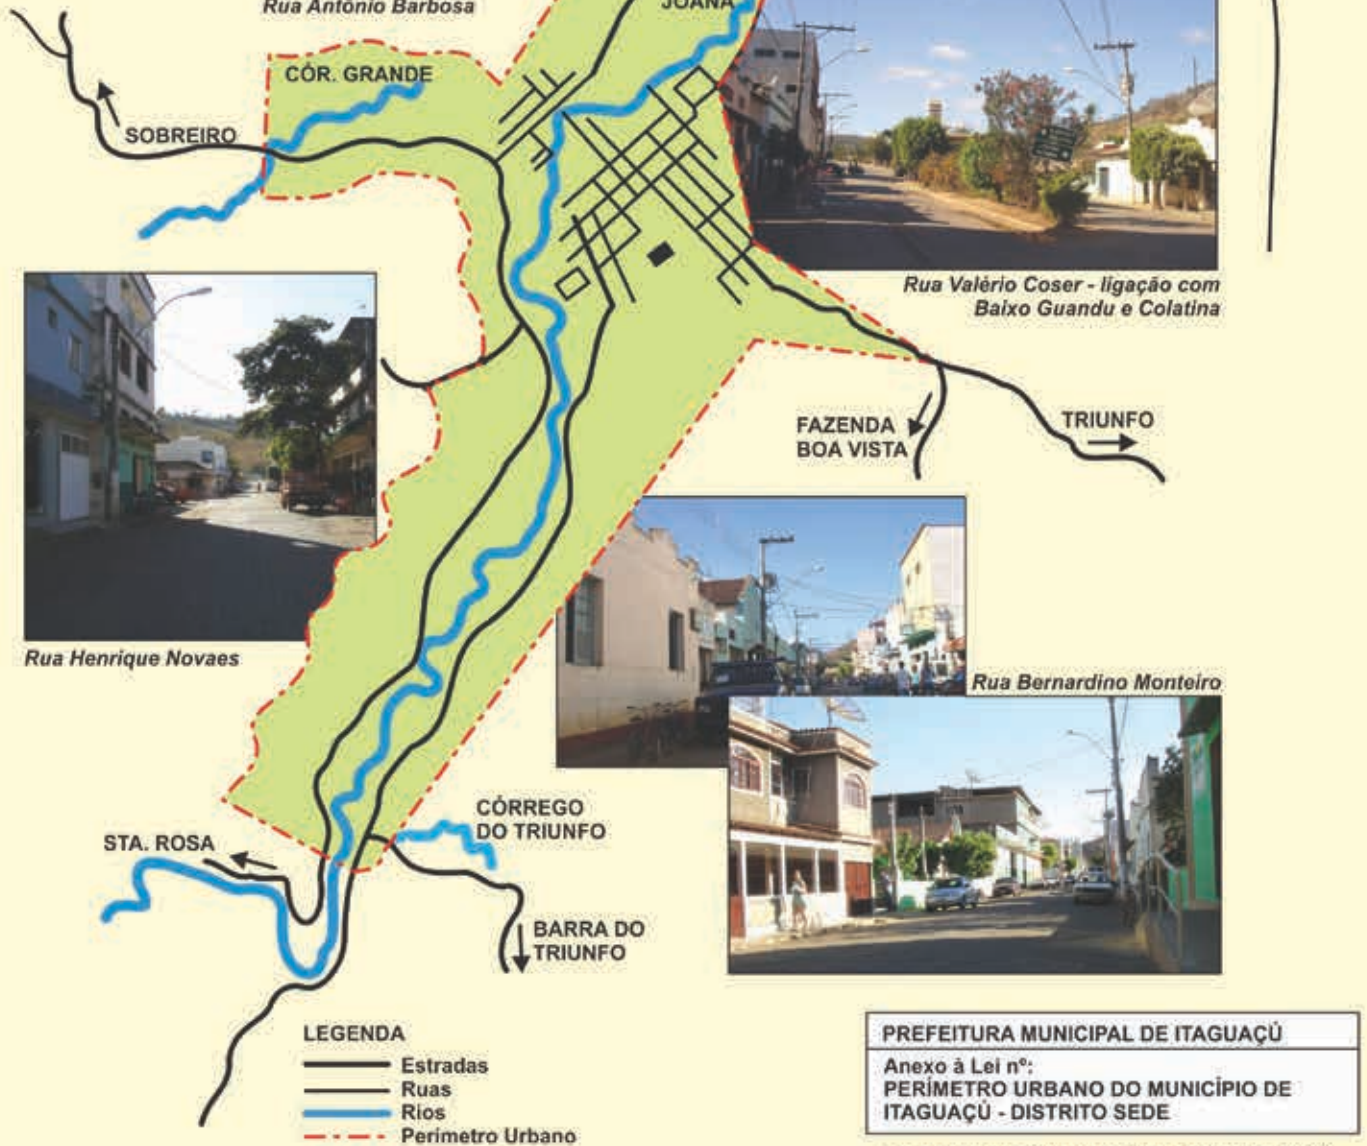 Rua Antônio Barbosa
JOANA
CÓR. GRANDE
SOBREIRO
Rua Valério Coser - ligação com
Baixo Guandu e Colatina
FAZENDA
BOA VISTA
TRIUNFO
Rua Henrique Novaes
Rua Bernardino Monteiro
CÓRREGO
DO TRIUNFO
STA. ROSA
BARRA DO
TRIUNFO
LEGENDA
Estradas
Ruas
Rios
Perímetro Urbano
PREFEITURA MUNICIPAL DE ITAGUAÇÚ
Anexo à Lei nº:
PERÍMETRO URBANO DO MUNICÍPIO DE
ITAGUAÇÚ - DISTRITO SEDE